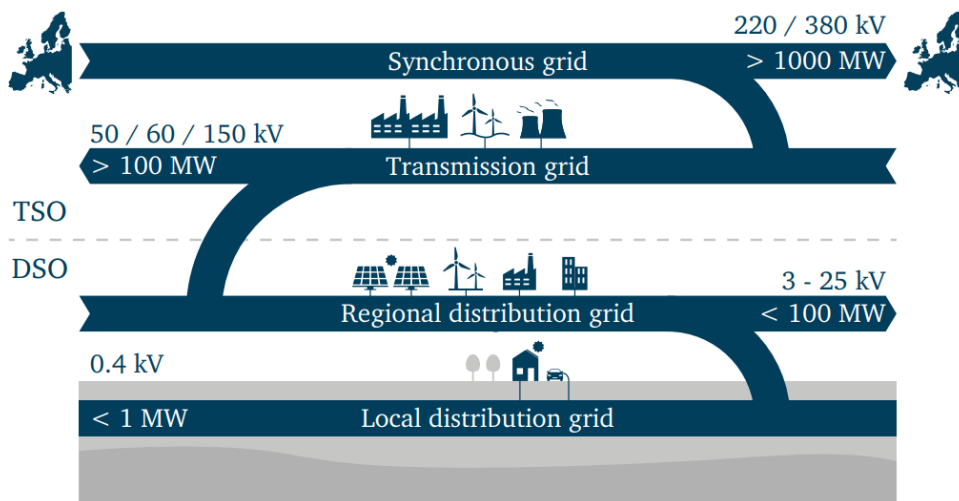 220 / 380 kV
Synchronous grid
> 1000 MW
50 / 60 / 150 kV
> 100 MW
Transmission grid
TSO
DSO
3 - 25 kV
Regional distribution grid
< 100 MW
0.4 kV
< 1 MW
Local distribution grid